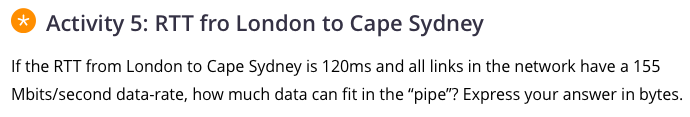 Activity 5: RTT fro London to Cape Sydney
If the RTT from London to Cape Sydney is 120ms and all links in the network have a 155
Mbits/second data-rate, how much data can fit in the “pipe”? Express your answer in bytes.